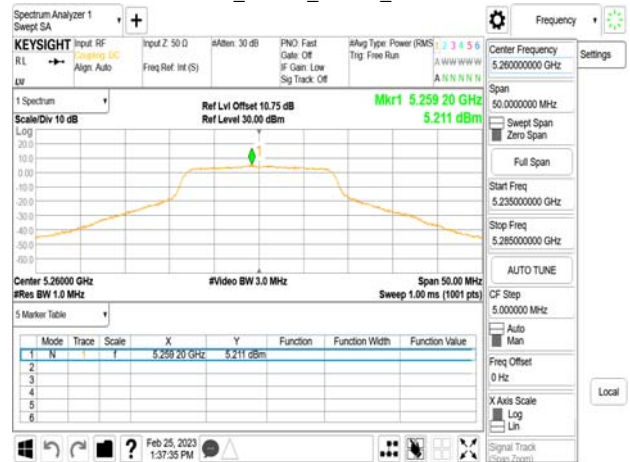 Spectrum Analyzer 1
Swept SA
Frequency
KEYSIGHT Input: RF
Coupling: DC
Align: Auto
RL
Input Z: 50 Ω
Freq Ref: Int (S)
#Atten: 30 dB
PNO: Fast
Gate: Off
IF Gain: Low
Sig Track: Off
#Avg Type: Power (RMS
Trig: Free Run
1 2 3 4 5 6
A W W W W W
A N N N N N
1 Spectrum
Scale/Div 10 dB
Log
Ref Lvl Offset 10.75 dB
Ref Level 30.00 dBm
Mkr1 5.259 20 GHz
5.211 dBm
1
20.0
10.0
0.00
-10.0
-20.0
-30.0
-40.0
-50.0
-60.0
Center 5.26000 GHz
#Res BW 1.0 MHz
#Video BW 3.0 MHz
Span 50.00 MHz
Sweep 1.00 ms (1001 pts)
5 Marker Table
Mode Trace Scale X Y Function Function Width Function Value
1 N 1 f 5.259 20 GHz 5.211 dBm
2
3
4
5
6
Feb 25, 2023
1:37:35 PM
Center Frequency
5.260000000 GHz
Settings
Span
50.0000000 MHz
Swept Span
Zero Span
Full Span
Start Freq
5.235000000 GHz
Stop Freq
5.285000000 GHz
AUTO TUNE
CF Step
5.000000 MHz
Auto
Man
Freq Offset
0 Hz
X Axis Scale
Log
Lin
Local
Signal Track
(Span Zoom)